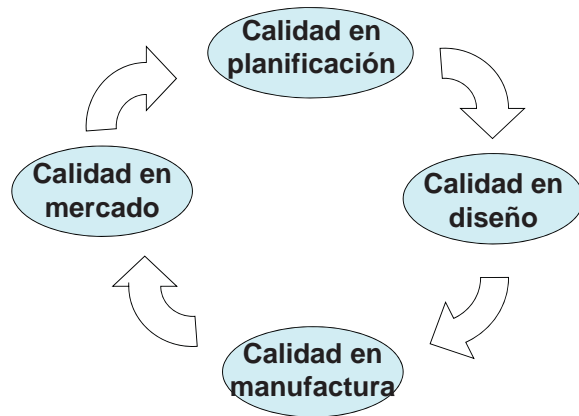 Calidad en
planificación
Calidad en
diseño
Calidad en
manufactura
Calidad en
mercado